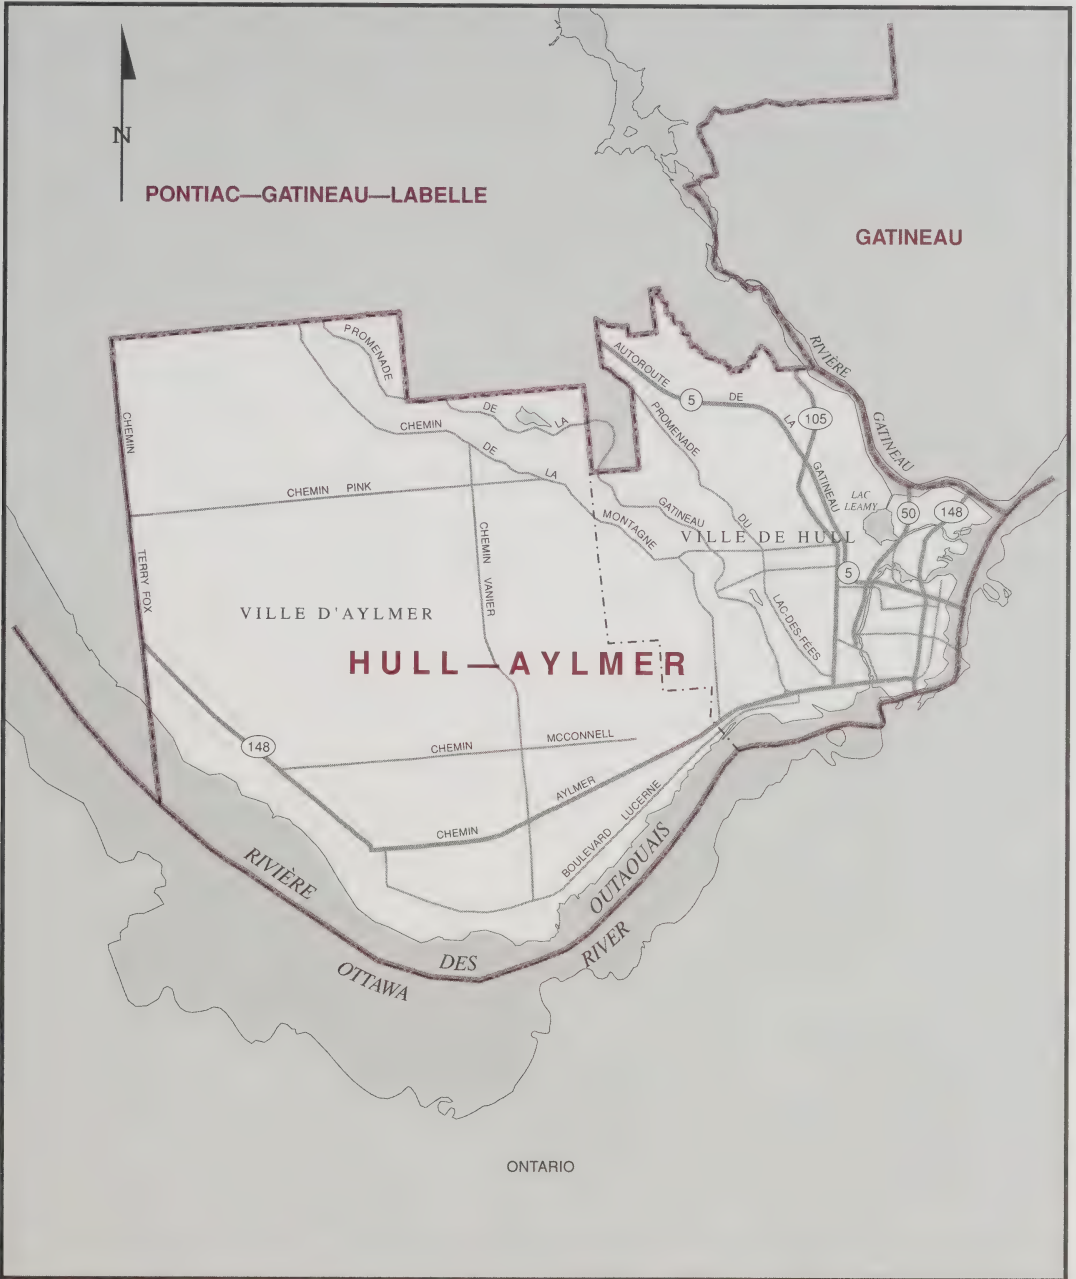 N
PONTIAC—GATINEAU—LABELLE
GATINEAU
PROMENADE
DE
LA
GATINEAU
AUTOROUTE
5
DE
LA
GATINEAU
105
RIVIÈRE
GATINEAU
CHEMIN
TERRY FOX
CHEMIN
DE
LA
MONTAGNE
PROMENADE
DU
LAC-DES-FÉES
CHEMIN PINK
LAC
LEAMY
50
148
VILLE DE HULL
5
CHEMIN VANIER
VILLE D'AYLMER
HULL—AYLMER
148
CHEMIN MCCONNELL
CHEMIN AYLMER
BOULEVARD LUCERNE
RIVIÈRE DES OUTAOUAIS
OTTAWA RIVER
ONTARIO